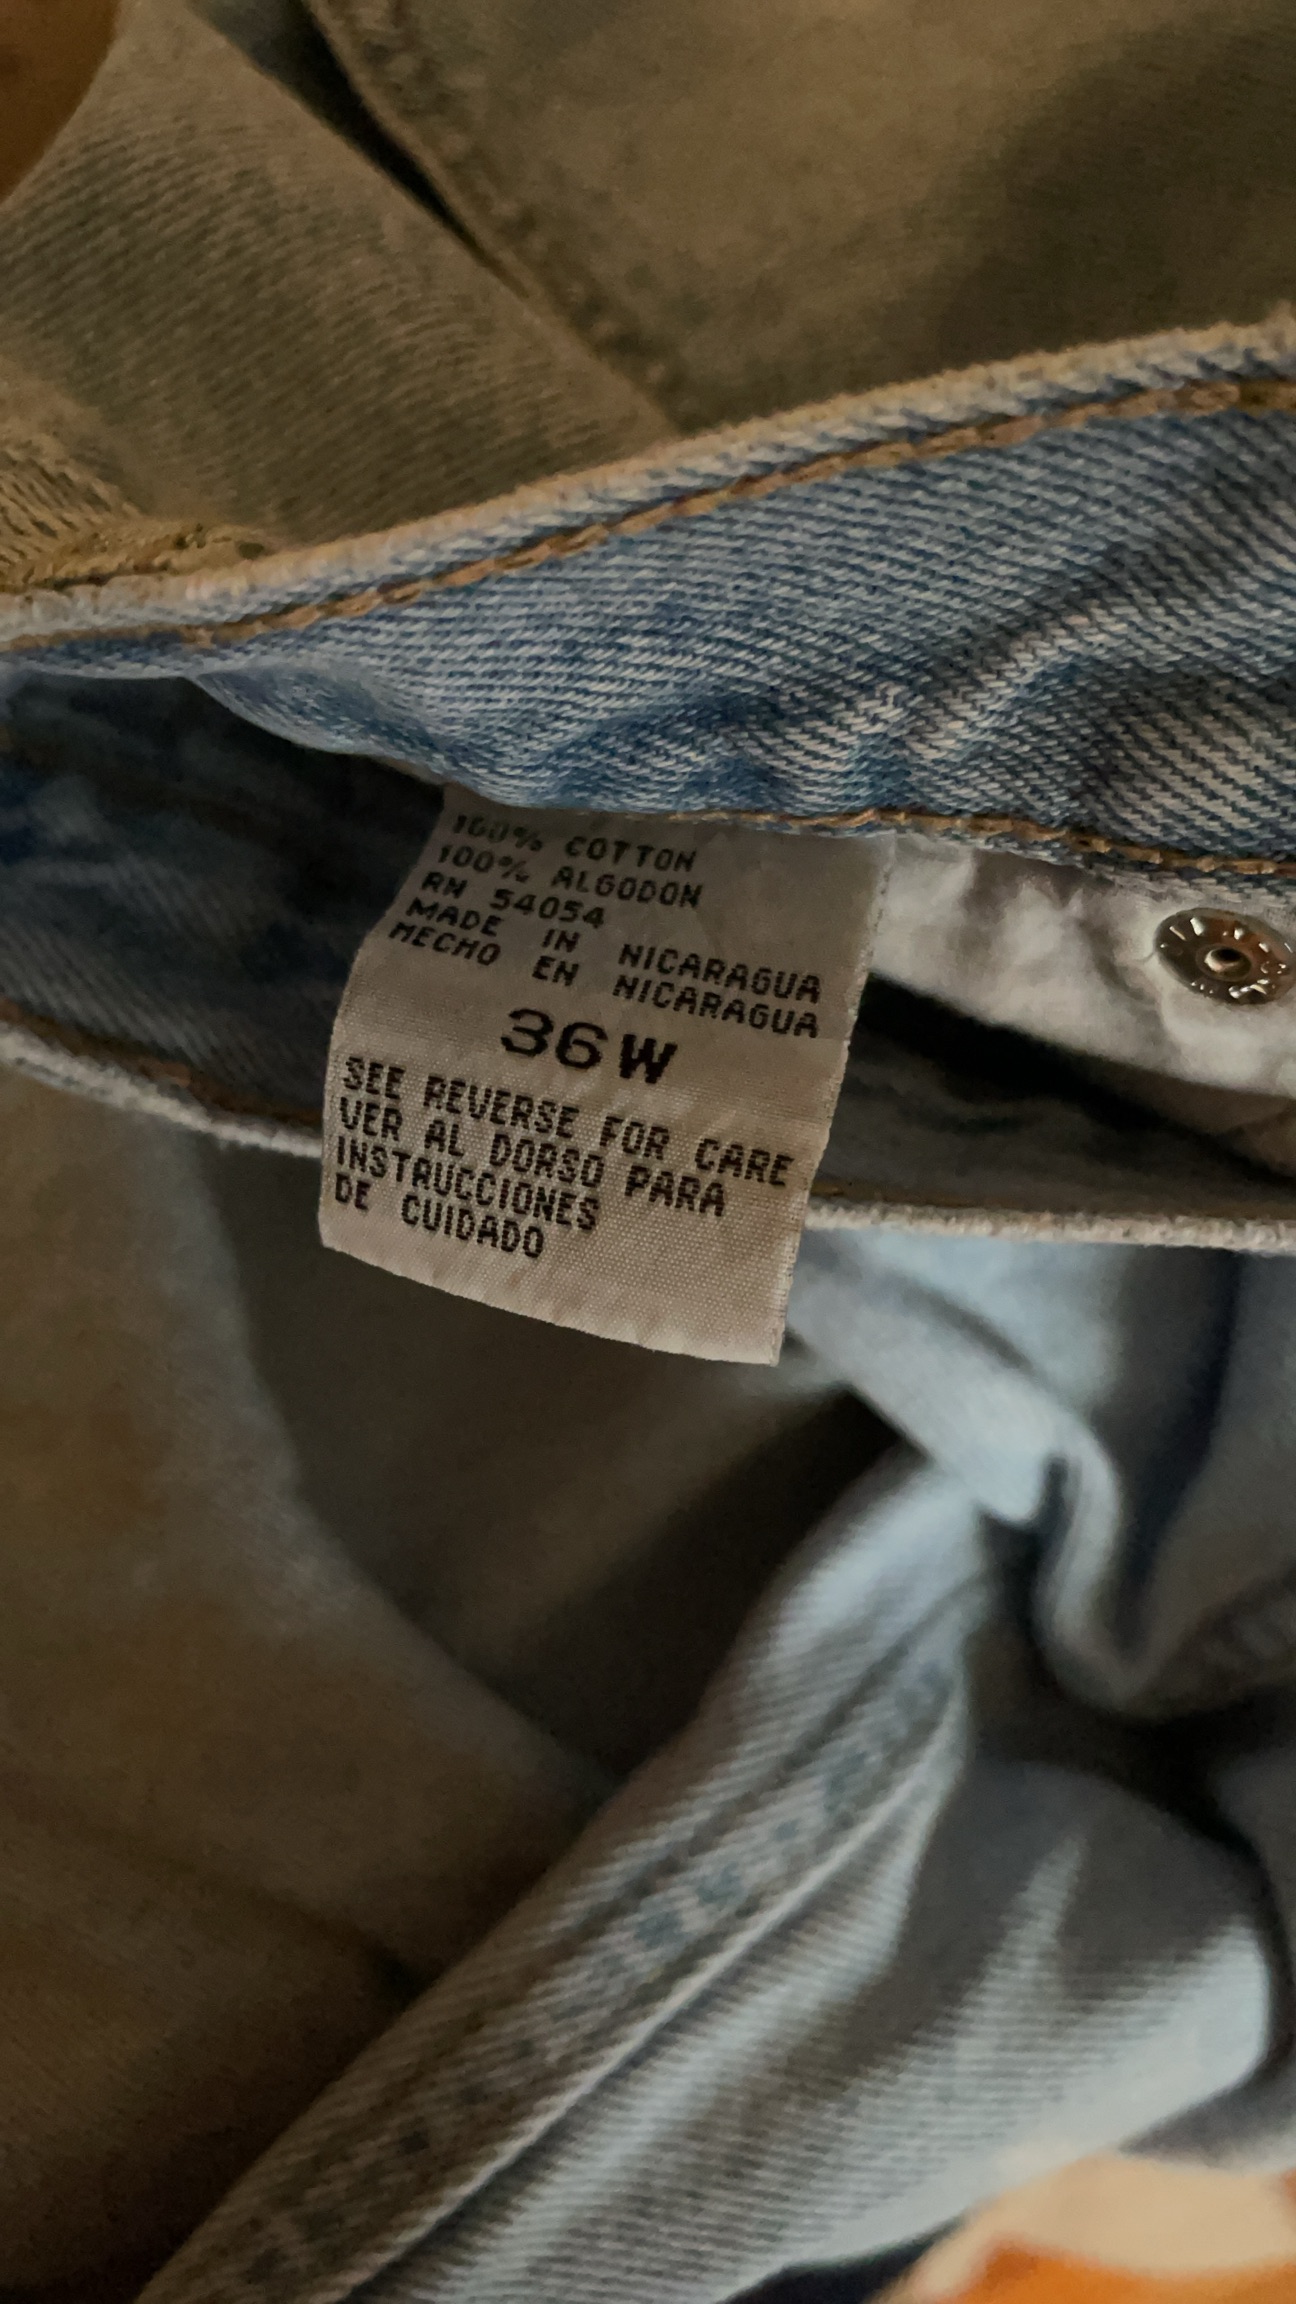 100% COTTON
100% ALGODON
RN 54054
MADE IN NICARAGUA
HECHO EN NICARAGUA
36W
SEE REVERSE FOR CARE
VER AL DORSO PARA
INSTRUCCIONES
DE CUIDADO